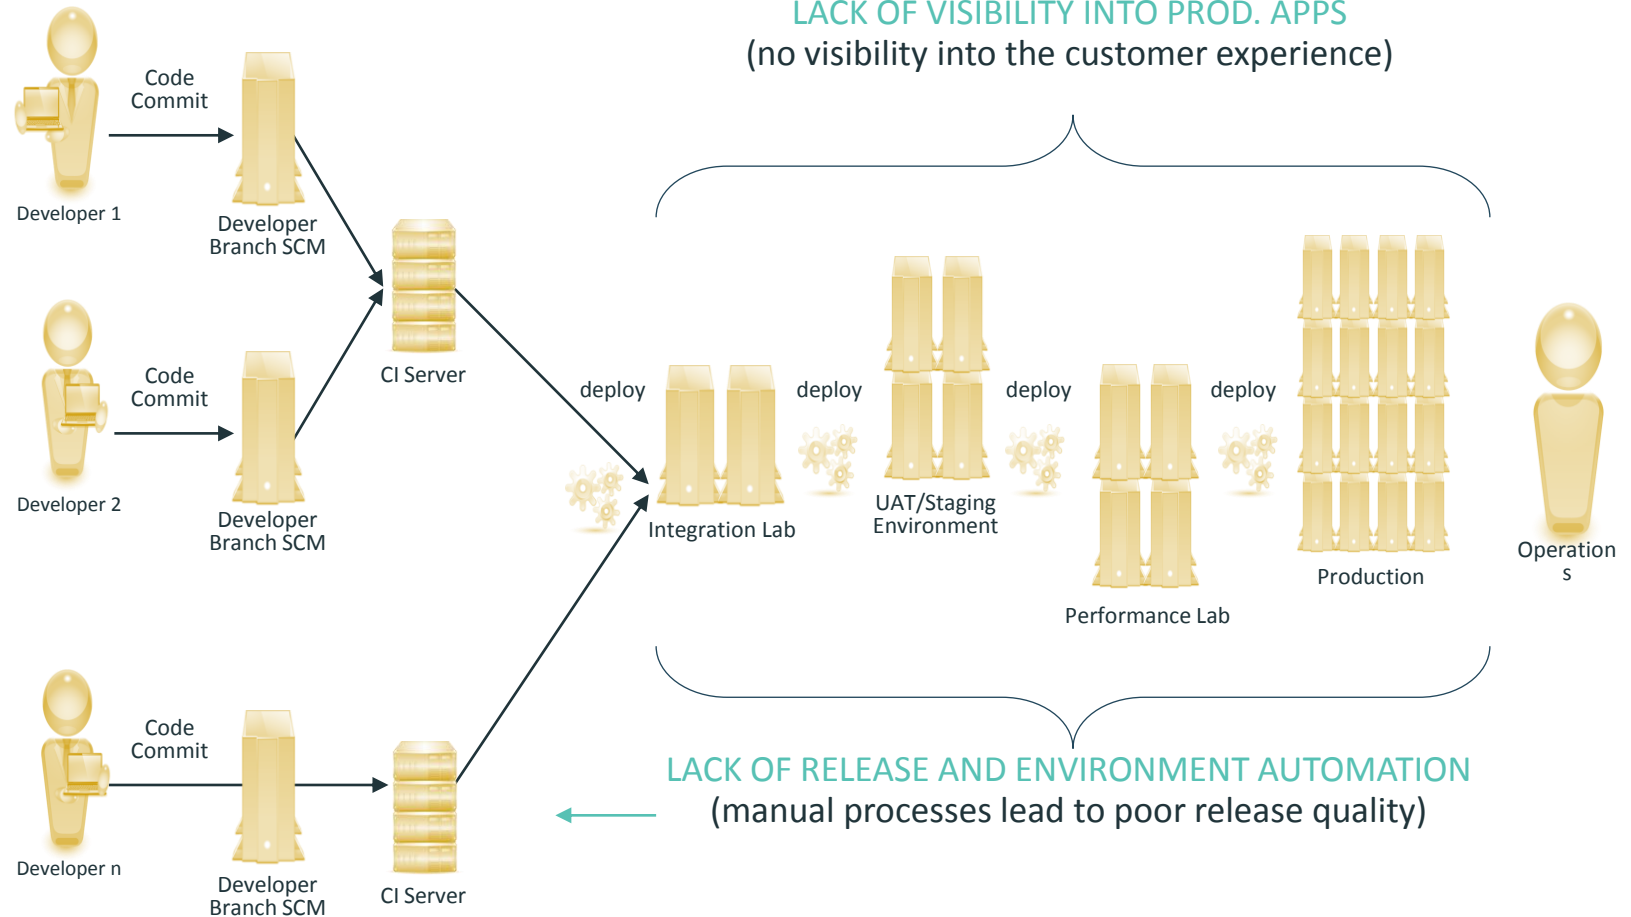 LACK OF VISIBILITY INTO PROD. APPS
(no visibility into the customer experience)
Code
Commit
Developer 1
Developer
Branch SCM
CI Server
Code
Commit
Developer 2
Developer
Branch SCM
deploy
deploy
deploy
deploy
Integration Lab
UAT/Staging
Environment
Performance Lab
Production
Operation
s
Code
Commit
Developer n
Developer
Branch SCM
CI Server
LACK OF RELEASE AND ENVIRONMENT AUTOMATION
(manual processes lead to poor release quality)